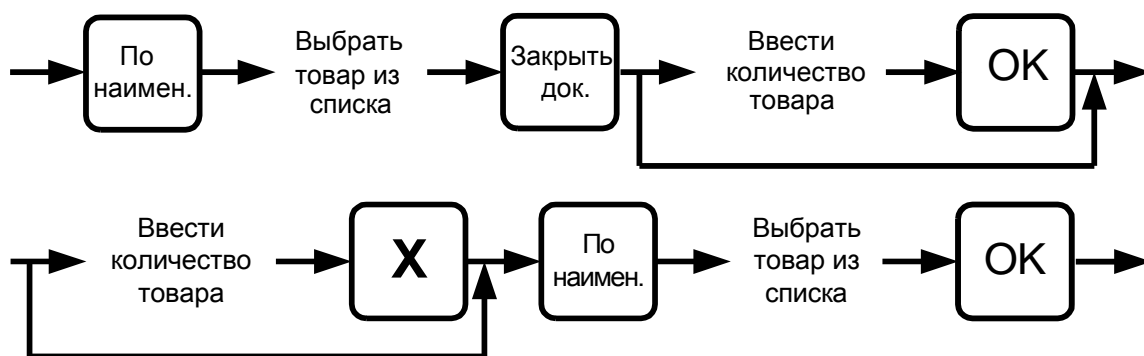 По
наимен.
Выбрать
товар из
списка
Закрыть
док.
Ввести
количество
товара
OK
Ввести
количество
товара
X
По
наимен.
Выбрать
товар из
списка
OK